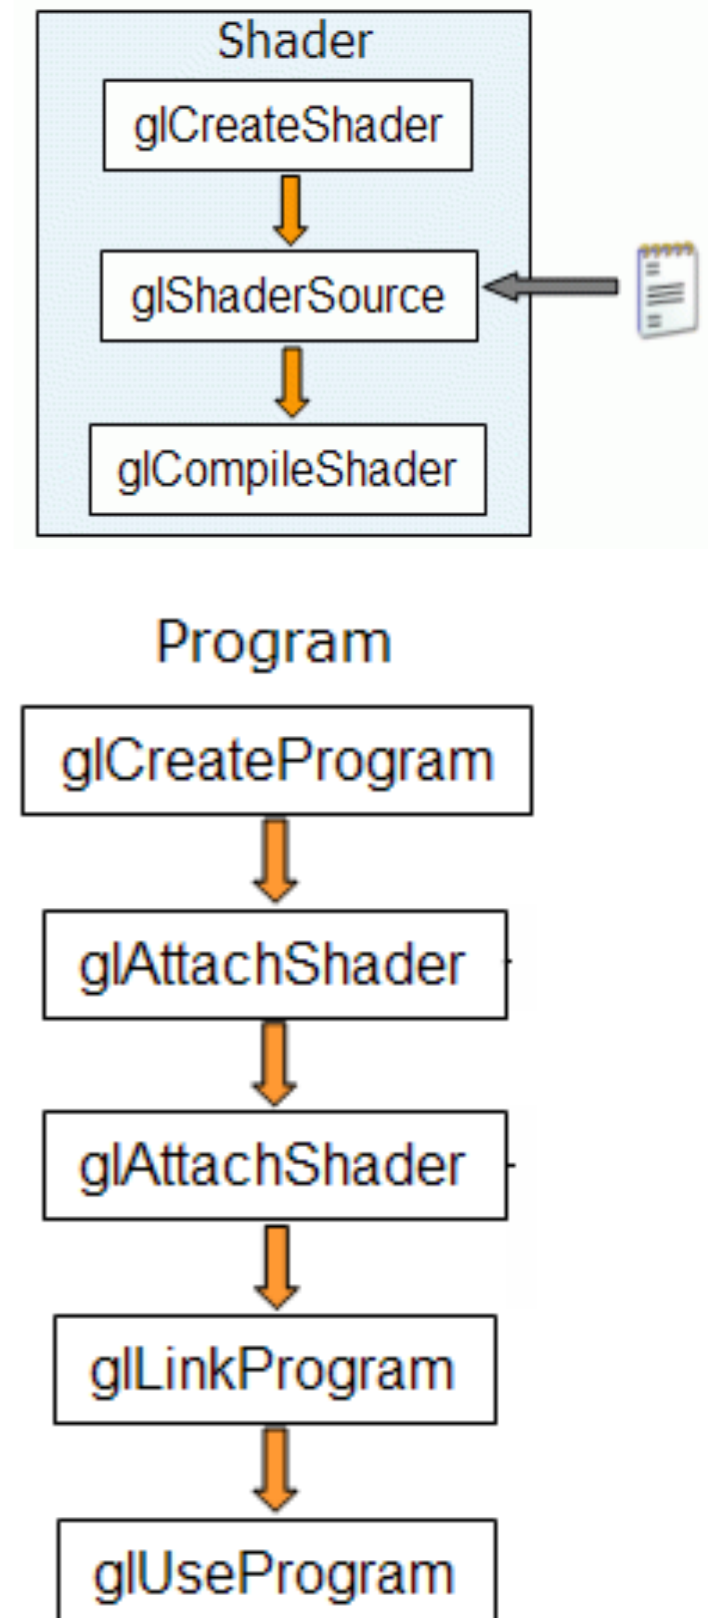 Shader
glCreateShader
glShaderSource
glCompileShader
Program
glCreateProgram
glAttachShader
glAttachShader
glLinkProgram
glUseProgram